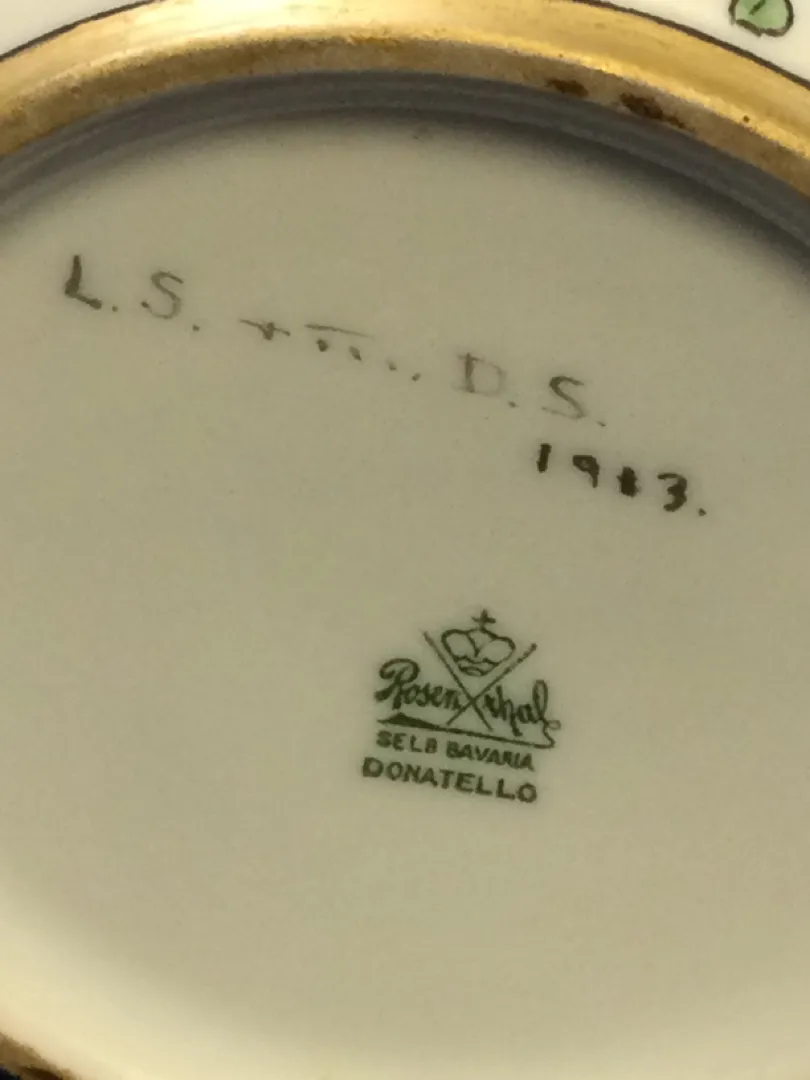 L. S. D. S.
1913.
Rosenthal
SELB BAVARIA
DONATELLO